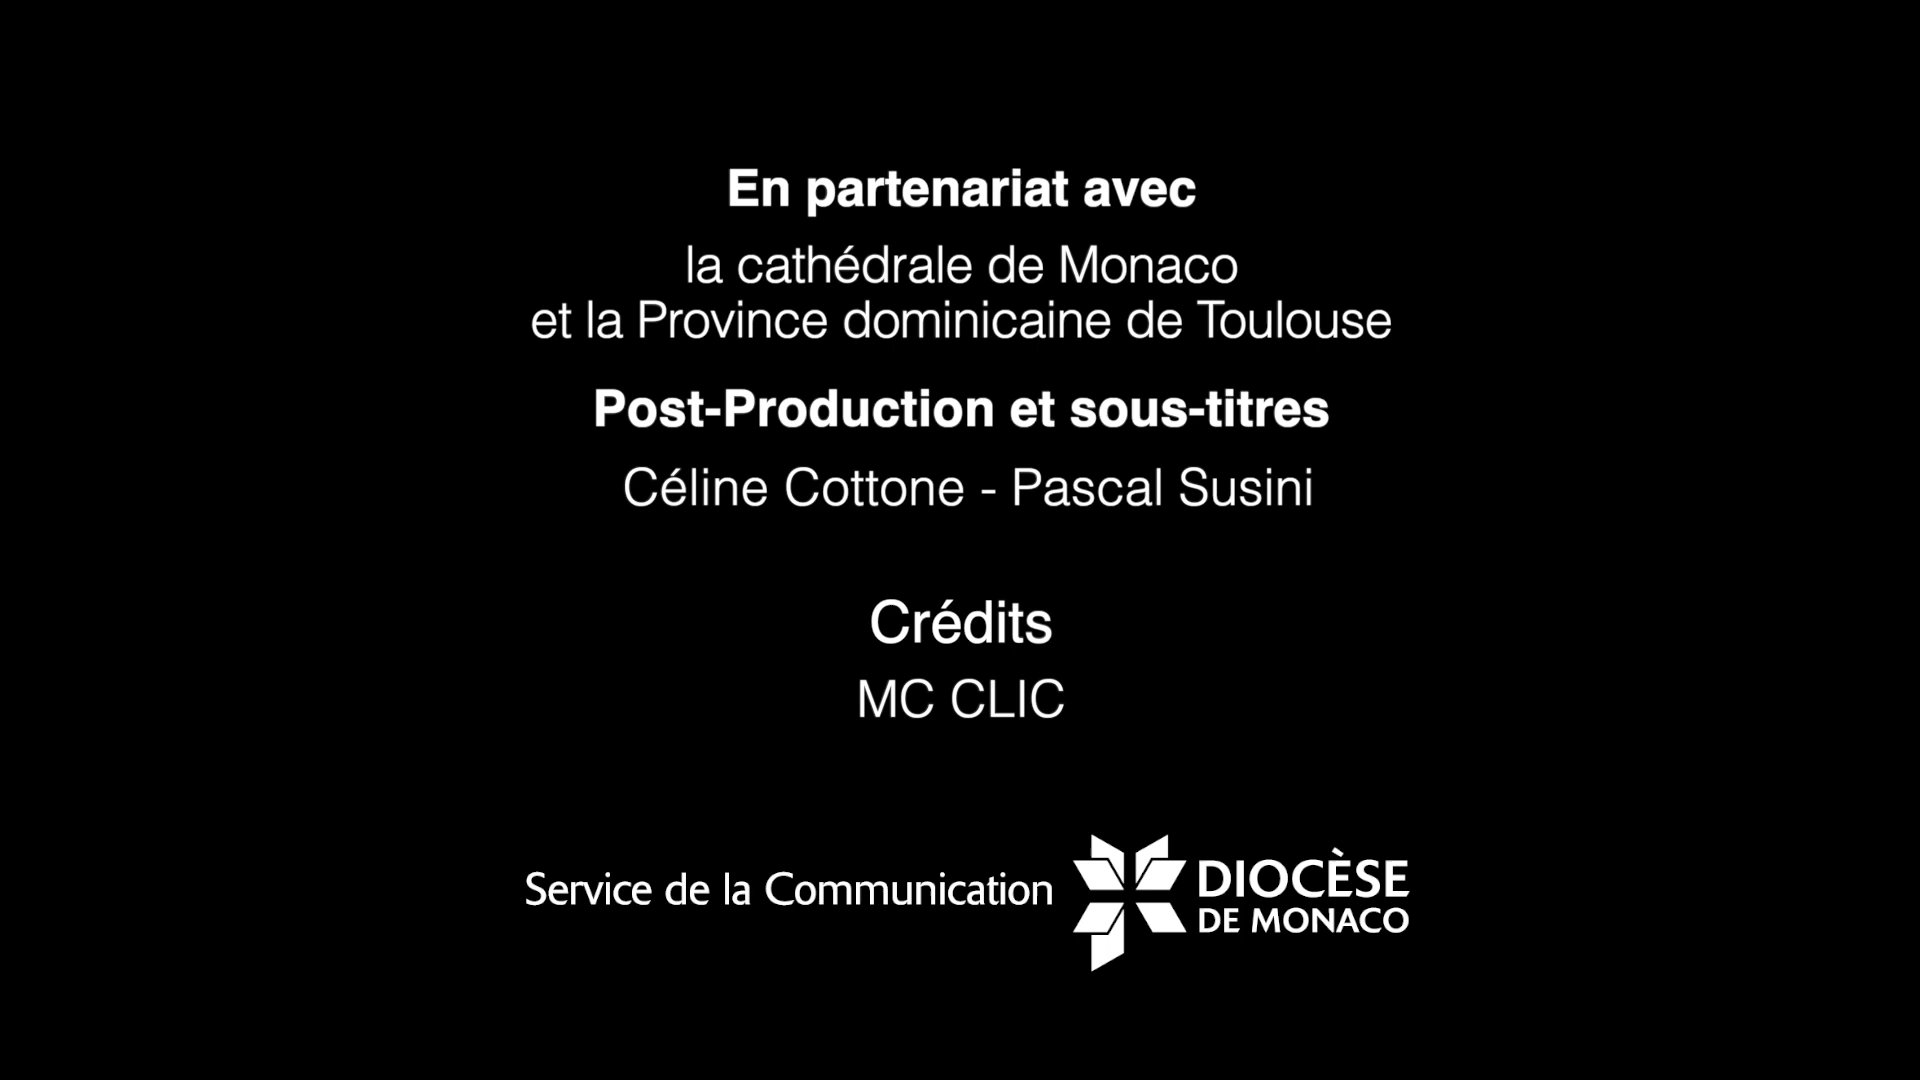 En partenariat avec
la cathédrale de Monaco
et la Province dominicaine de Toulouse
Post-Production et sous-titres
Céline Cottone - Pascal Susini
Crédits
MC CLIC
Service de la Communication
DIOCÈSE
DE MONACO